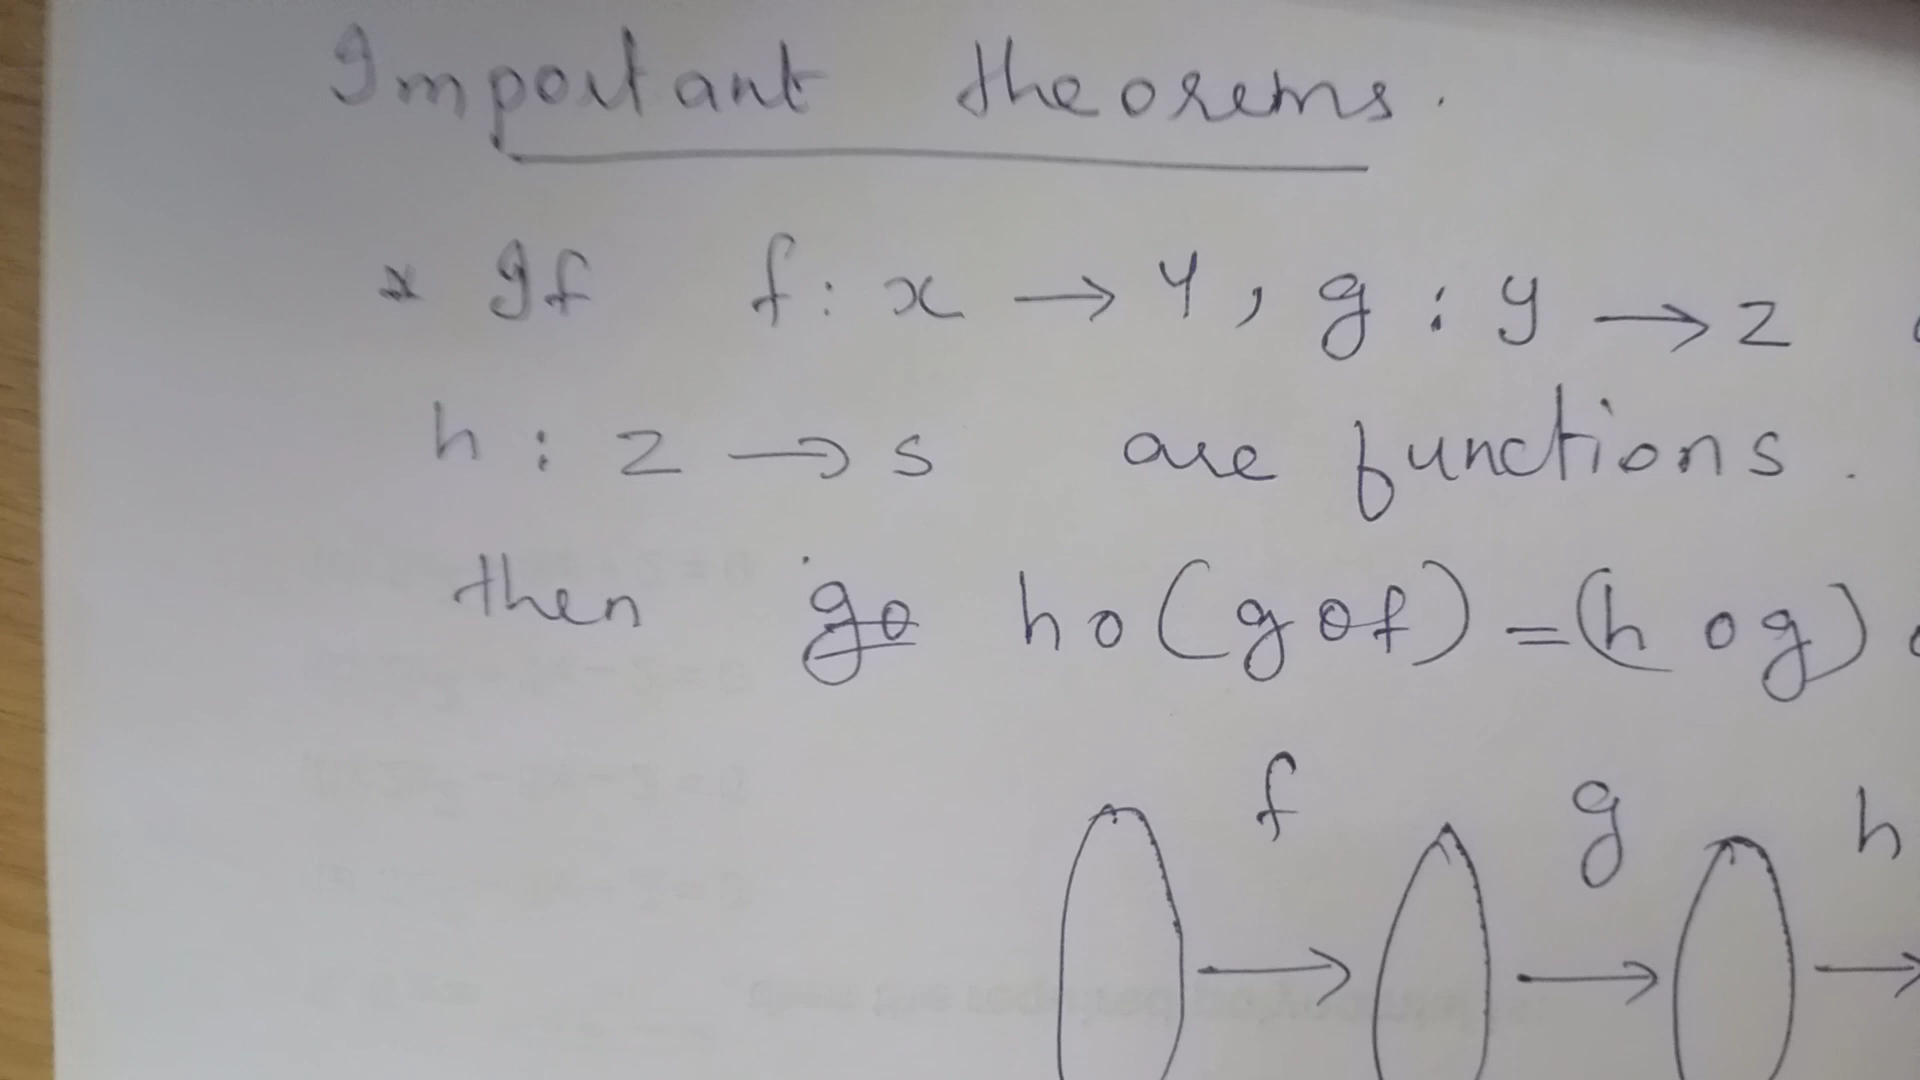 Important theorems.
* If f : x → Y, g : y → z
h : z → s are functions.
then go ho(gof) = (h og)
f g h